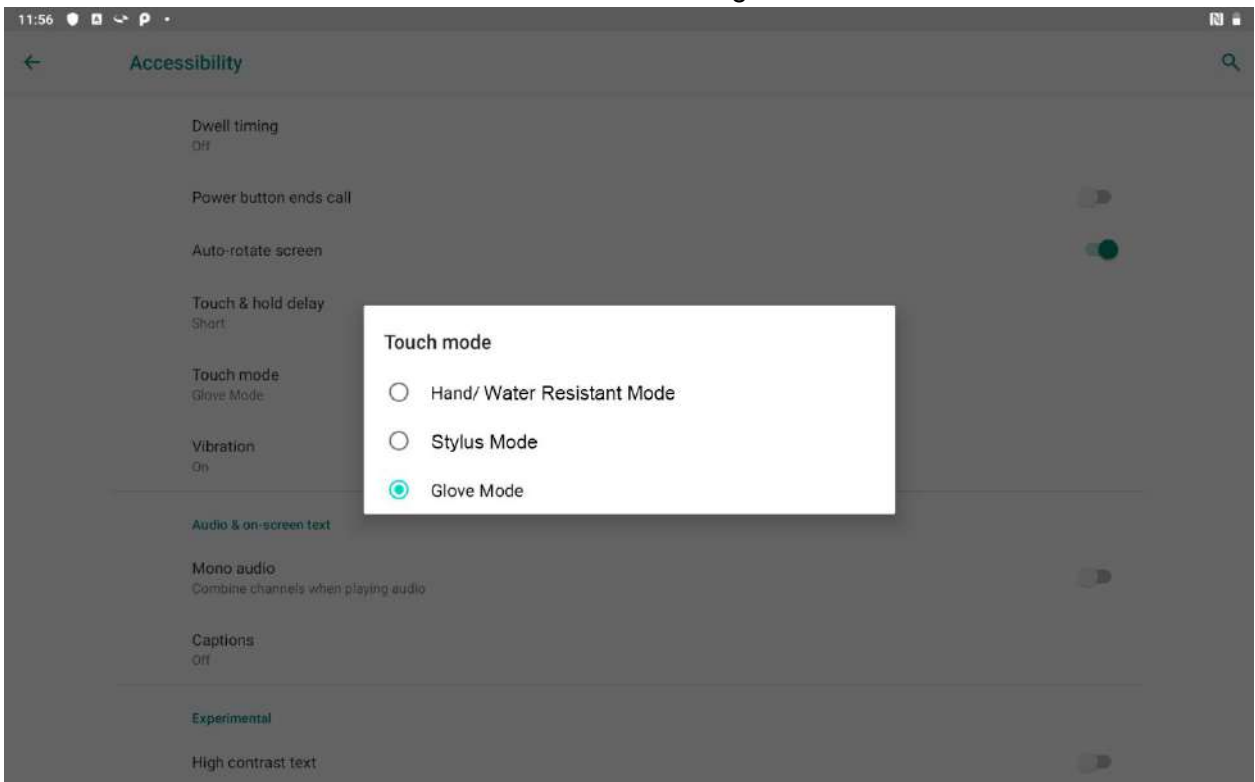 11:56
Accessibility
Dwell timing
Off
Power button ends call
Auto-rotate screen
Touch & hold delay
Short
Touch mode
Glove Mode
Vibration
On
Touch mode
Hand/ Water Resistant Mode
Stylus Mode
Glove Mode
Audio & on-screen text
Mono audio
Combine channels when playing audio
Captions
Off
Experimental
High contrast text